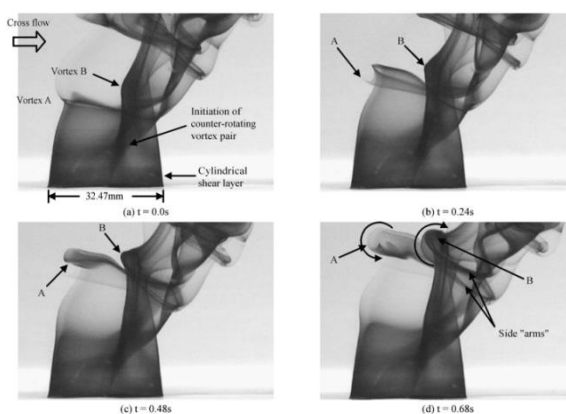 Cross flow
Vortex B
Vortex A
Initiation of
counter-rotating
vortex pair
Cylindrical
shear layer
32.47mm
(a) t = 0.0s
A
B
(b) t = 0.24s
B
A
(c) t = 0.48s
A
B
Side "arms"
(d) t = 0.68s